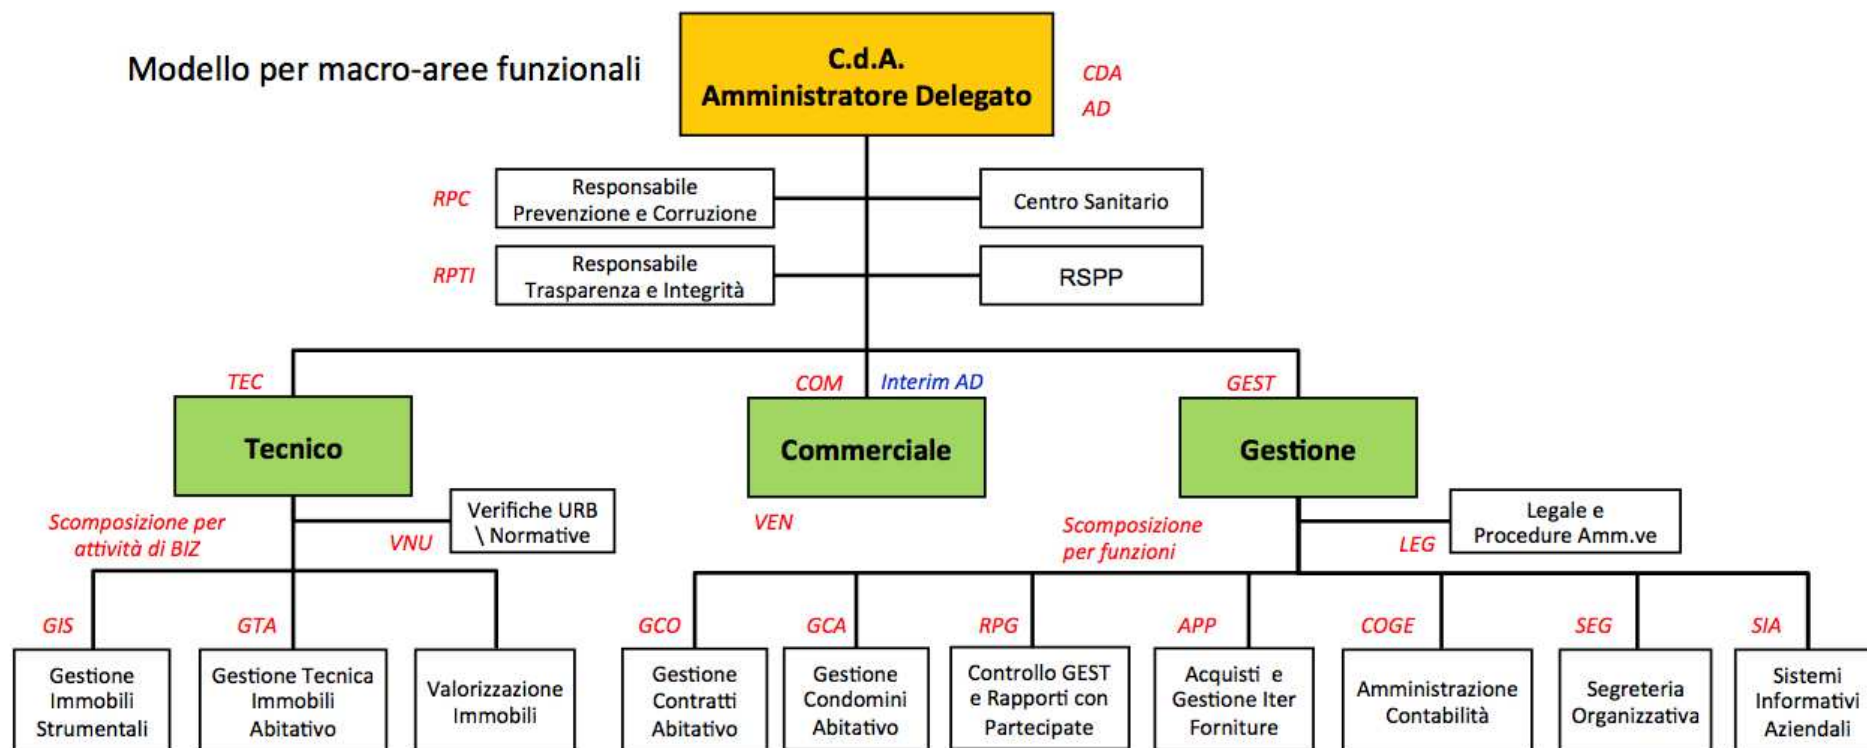 Modello per macro-aree funzionali
C.d.A.
Amministratore Delegato
CDA
AD
RPC
Responsabile
Prevenzione e Corruzione
Centro Sanitario
RPTI
Responsabile
Trasparenza e Integrità
RSPP
TEC
COM
Interim AD
GEST
Tecnico
Commerciale
Gestione
Scomposizione per
attività di BIZ
VNU
Verifiche URB
\ Normative
VEN
Scomposizione
per funzioni
LEG
Legale e
Procedure Amm.ve
GIS
GTA
GCO
GCA
RPG
APP
COGE
SEG
SIA
Gestione
Immobili
Strumentali
Gestione Tecnica
Immobili
Abitativo
Valorizzazione
Immobili
Gestione
Contratti
Abitativo
Gestione
Condomini
Abitativo
Controllo GEST
e Rapporti con
Partecipate
Acquisti e
Gestione Iter
Forniture
Amministrazione
Contabilità
Segreteria
Organizzativa
Sistemi
Informativi
Aziendali